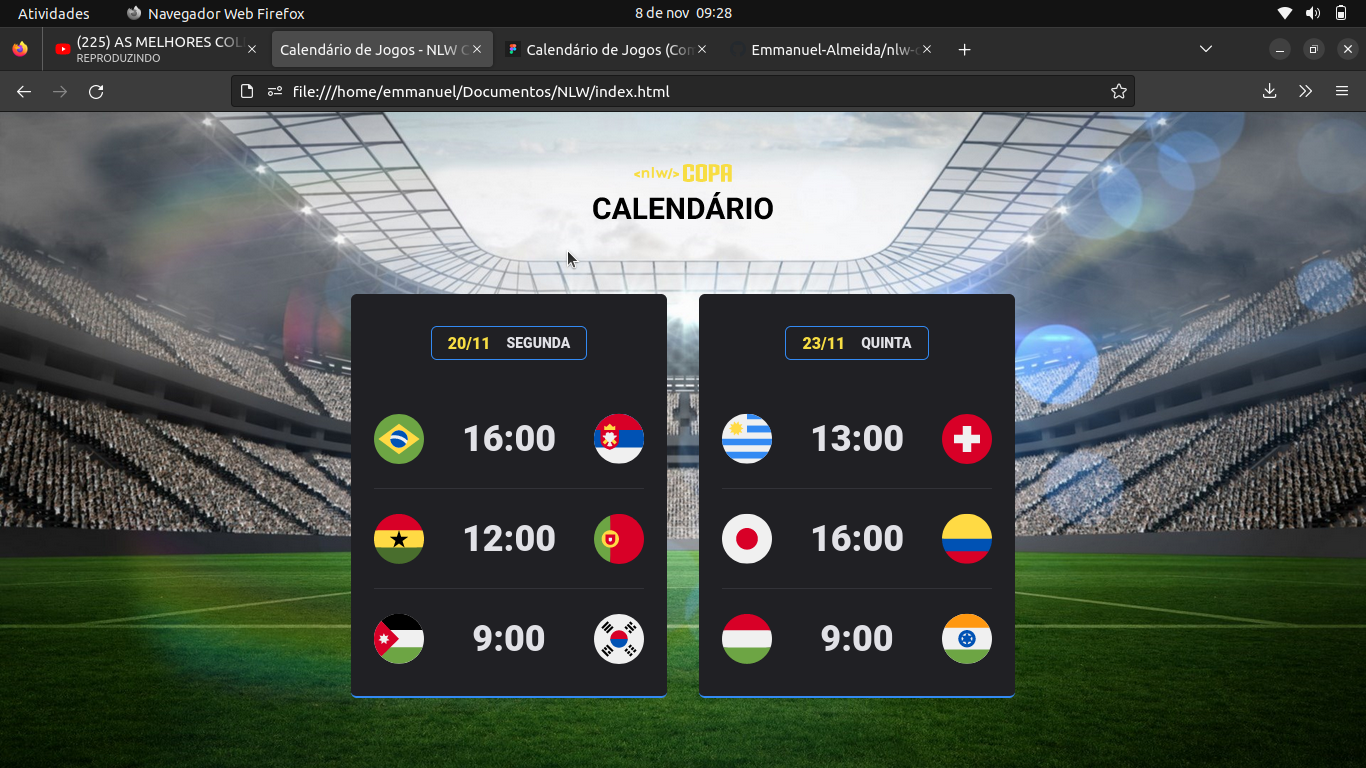 Atividades
Navegador Web Firefox
8 de nov 09:28
(225) AS MELHORES COL
REPRODUZINDO
Calendário de Jogos - NLW C
Calendário de Jogos (Con
Emmanuel-Almeida/nlw-c
file:///home/emmanuel/Documentos/NLW/index.html
<nlw/> COPA
CALENDÁRIO
20/11 SEGUNDA
16:00
12:00
9:00
23/11 QUINTA
13:00
16:00
9:00